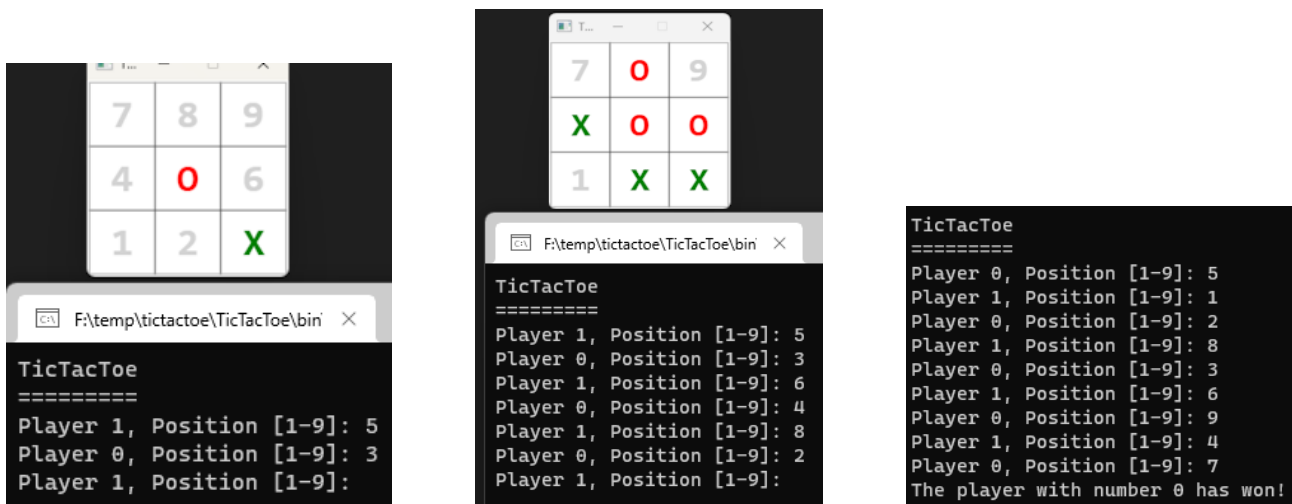 T...
7 8 9
4 O 6
1 2 X
F:\temp\tictactoe\TicTacToe\bin
TicTacToe
=========
Player 1, Position [1-9]: 5
Player 0, Position [1-9]: 3
Player 1, Position [1-9]:
T...
7 O 9
X O O
1 X X
F:\temp\tictactoe\TicTacToe\bin
TicTacToe
=========
Player 1, Position [1-9]: 5
Player 0, Position [1-9]: 3
Player 1, Position [1-9]: 6
Player 0, Position [1-9]: 4
Player 1, Position [1-9]: 8
Player 0, Position [1-9]: 2
Player 1, Position [1-9]:
TicTacToe
=========
Player 0, Position [1-9]: 5
Player 1, Position [1-9]: 1
Player 0, Position [1-9]: 2
Player 1, Position [1-9]: 8
Player 0, Position [1-9]: 3
Player 1, Position [1-9]: 6
Player 0, Position [1-9]: 9
Player 1, Position [1-9]: 4
Player 0, Position [1-9]: 7
The player with number 0 has won!